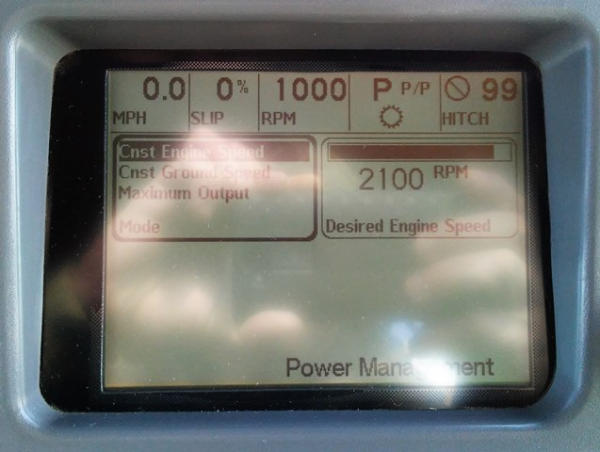 0.0 0% 1000 P P/P 99
MPH SLIP RPM HITCH
Cnst Engine Speed
Cnst Ground Speed
Maximum Output
Mode
2100 RPM
Desired Engine Speed
Power Management